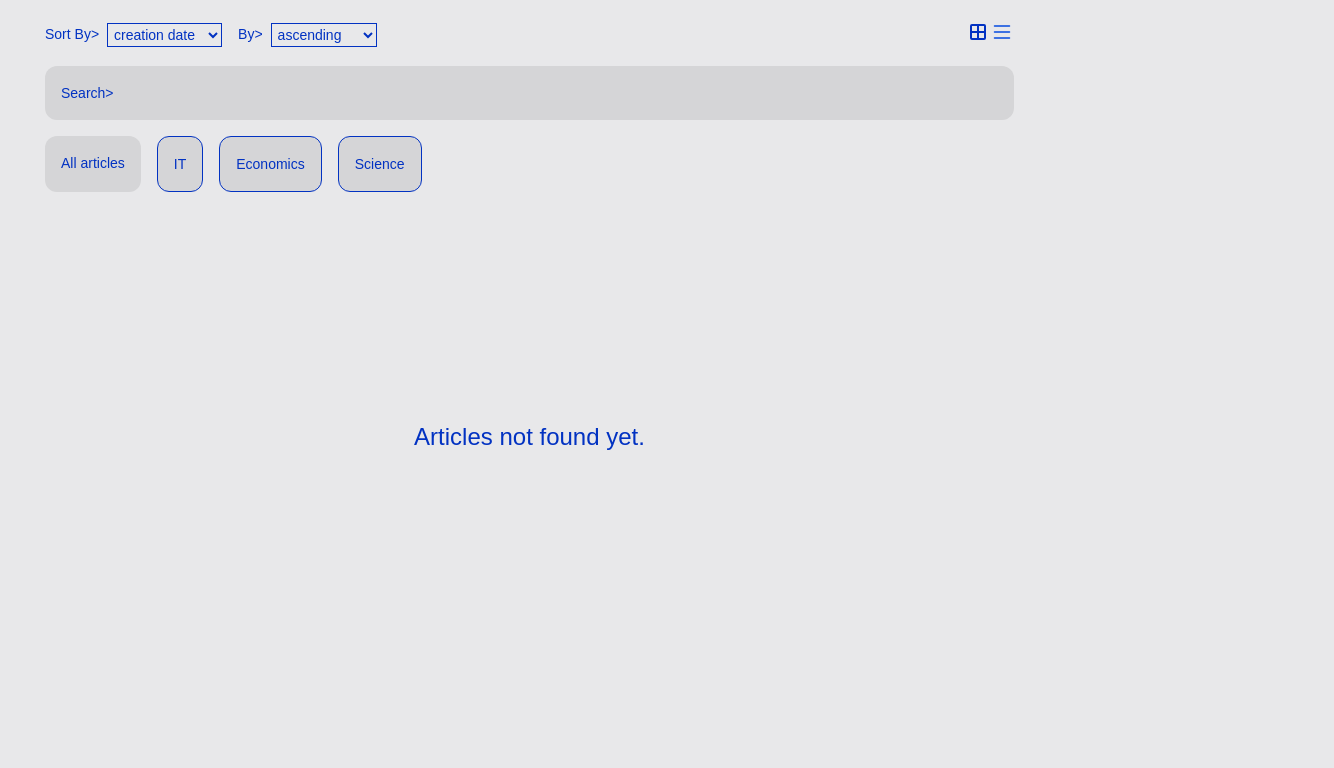 Sort By> creation date By> ascending
Search>
All articles IT Economics Science
Articles not found yet.